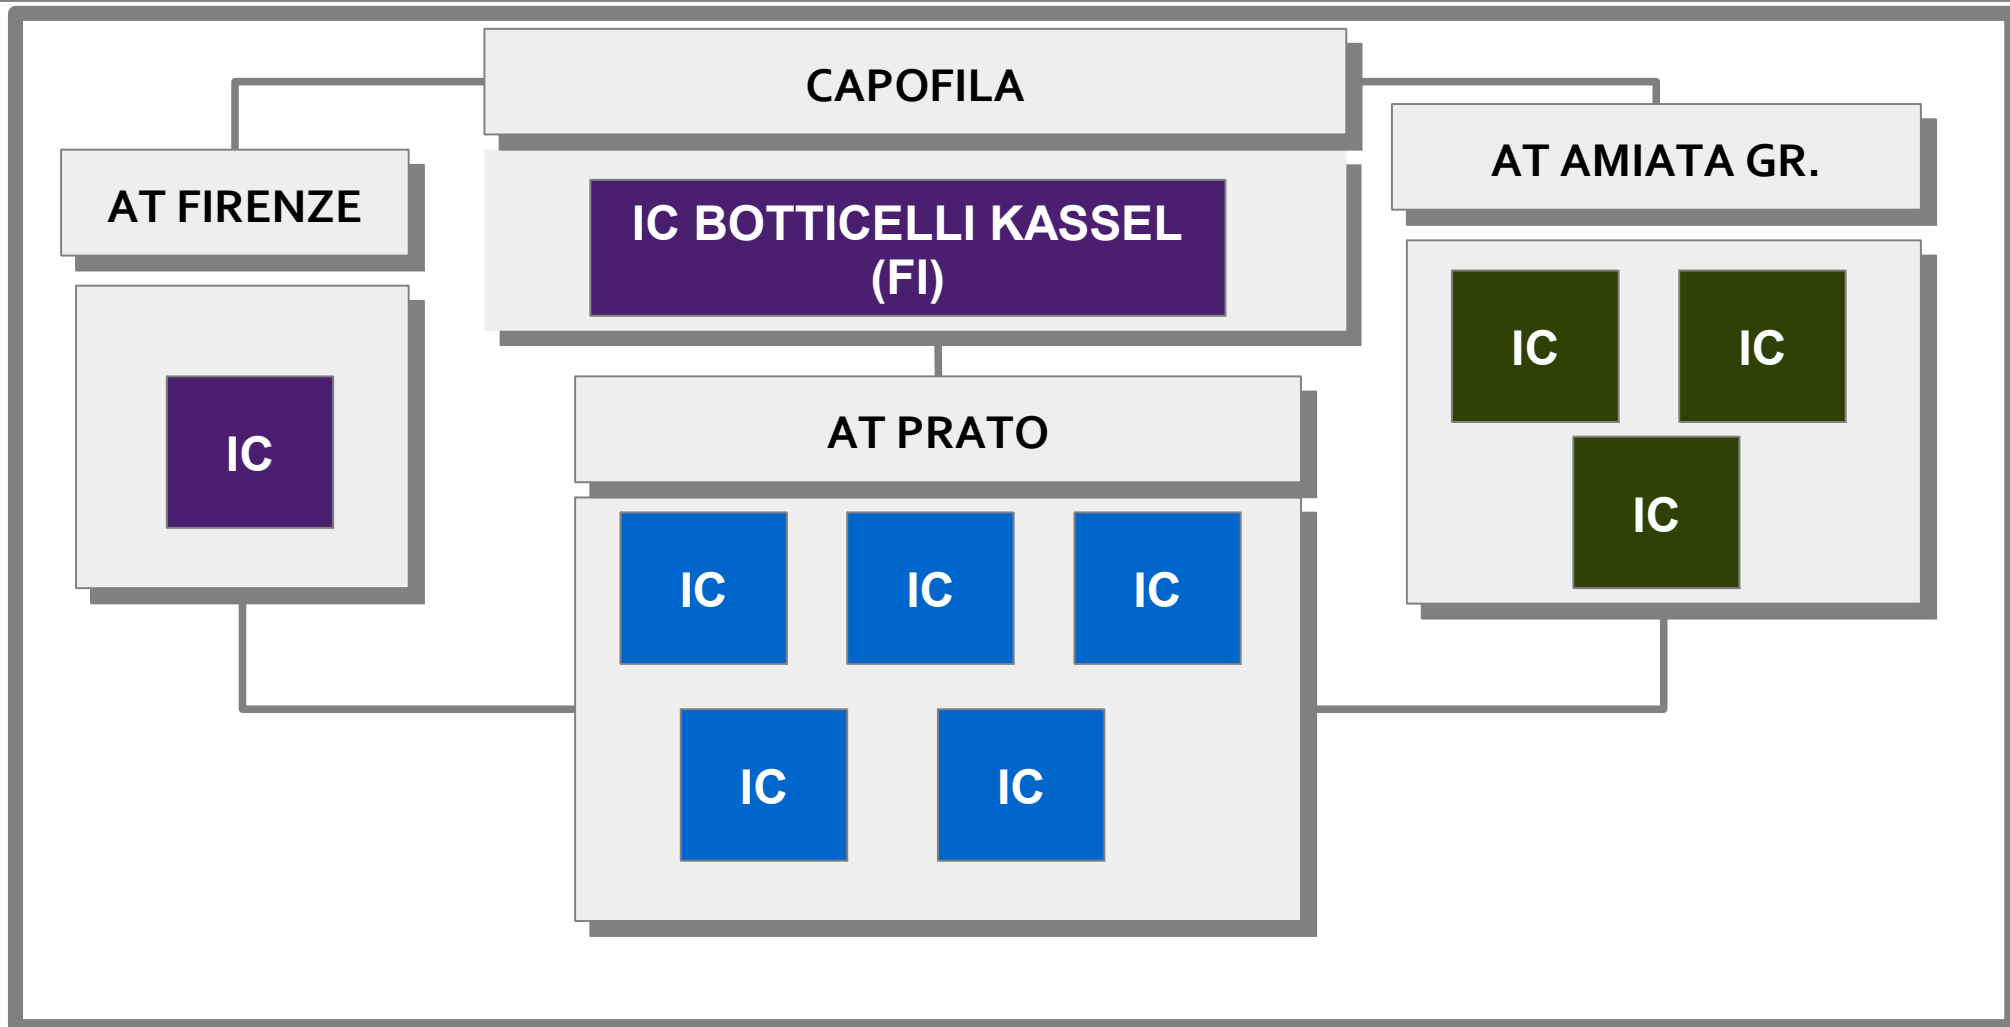 CAPOFILA
IC BOTTICELLI KASSEL
(FI)
AT FIRENZE
IC
AT PRATO
IC IC IC
IC IC
AT AMIATA GR.
IC IC
IC